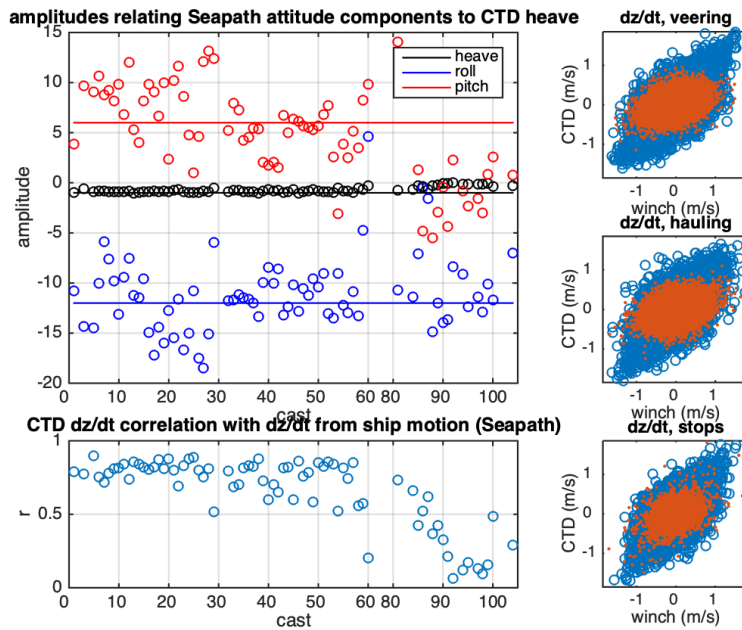 amplitudes relating Seapath attitude components to CTD heave
15
10
5
0
-5
-10
-15
-20
amplitude
heave
roll
pitch
0 10 20 30 40 50 60 80 90 100
cast
CTD dz/dt correlation with dz/dt from ship motion (Seapath)
1
0.5
0
r
0 10 20 30 40 50 60 80 90 100
cast
dz/dt, veering
CTD (m/s)
1
0
-1
-1 0 1
winch (m/s)
dz/dt, hauling
CTD (m/s)
1
0
-1
-1 0 1
winch (m/s)
dz/dt, stops
CTD (m/s)
1
0
-1
-1 0 1
winch (m/s)